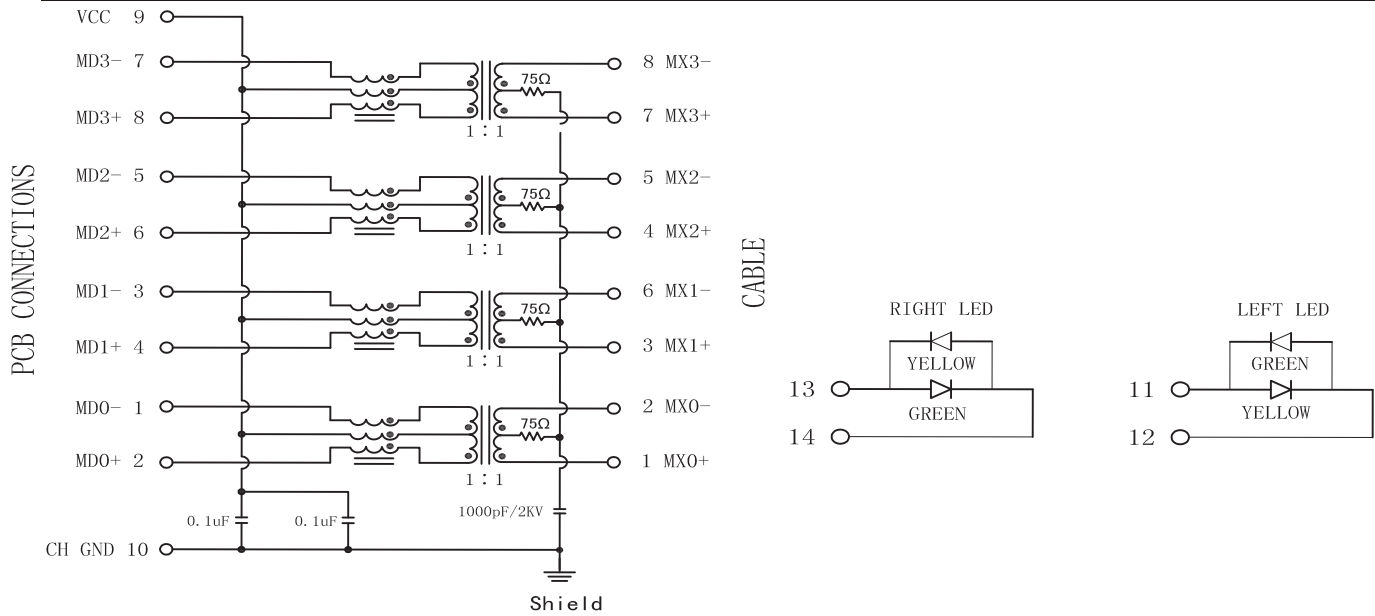 PCB CONNECTIONS
VCC 9
MD3- 7
MD3+ 8
75Ω
1 : 1
8 MX3-
7 MX3+
MD2- 5
MD2+ 6
75Ω
1 : 1
5 MX2-
4 MX2+
MD1- 3
MD1+ 4
75Ω
1 : 1
6 MX1-
3 MX1+
MD0- 1
MD0+ 2
75Ω
1 : 1
2 MX0-
1 MX0+
0.1uF
0.1uF
1000pF/2KV
CH GND 10
Shield
CABLE
RIGHT LED
YELLOW
13
GREEN
14
LEFT LED
GREEN
11
YELLOW
12